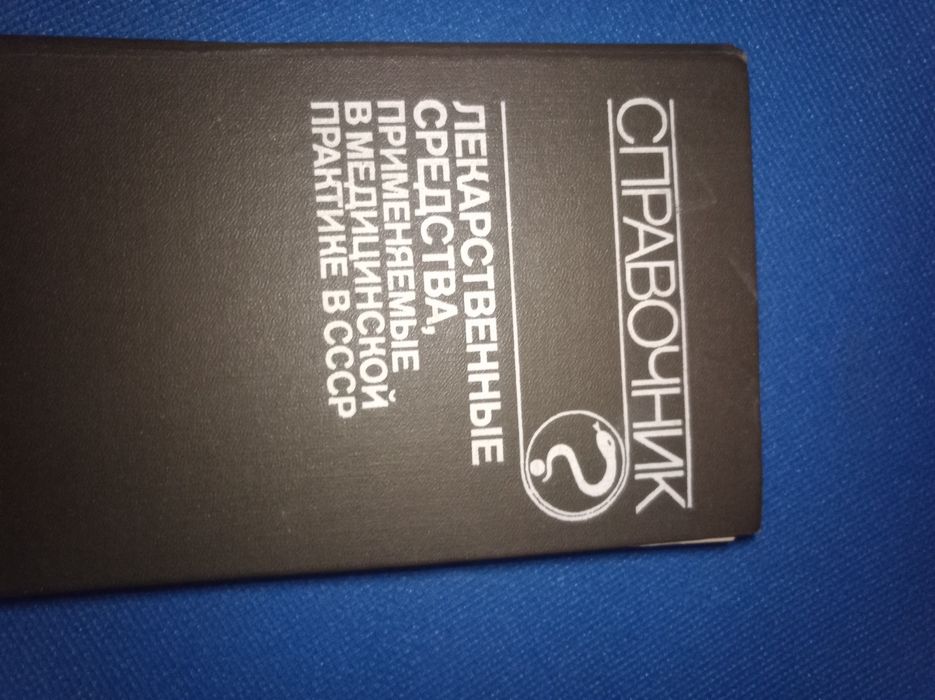 СПРАВОЧНИК
ЛЕКАРСТВЕННЫЕ
СРЕДСТВА,
ПРИМЕНЯЕМЫЕ
В МЕДИЦИНСКОЙ
ПРАКТИКЕ В СССР